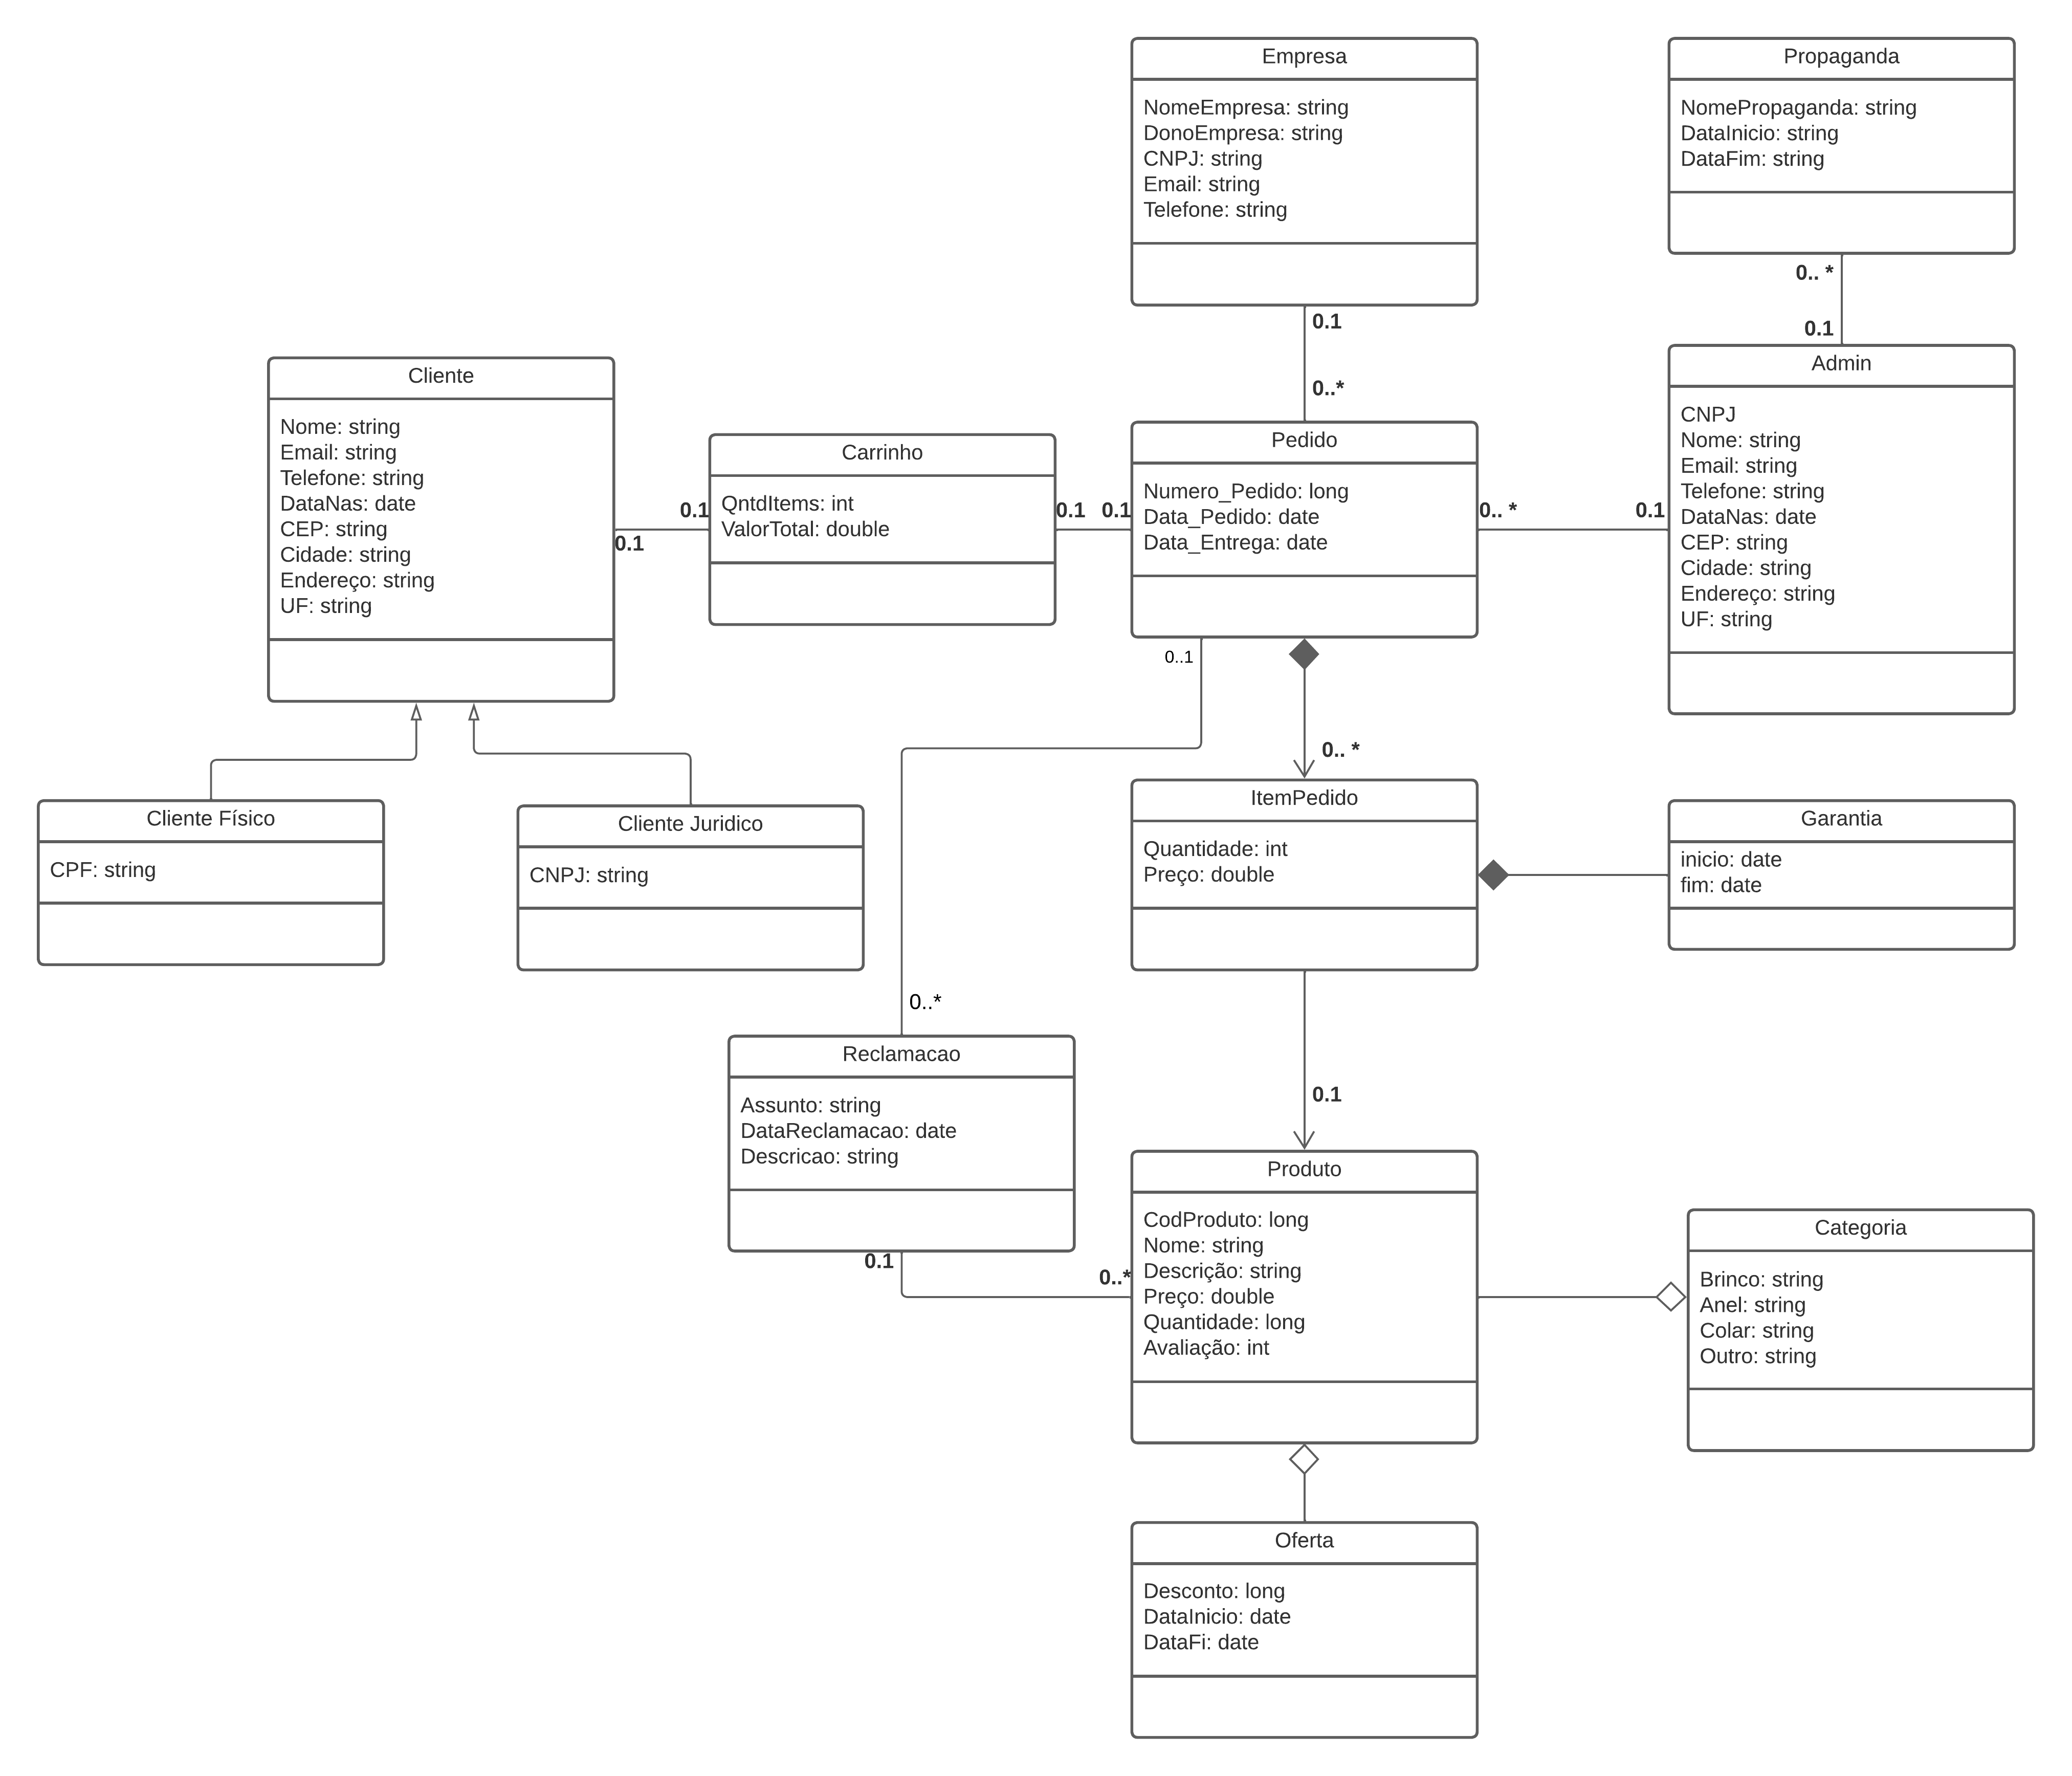 Empresa
NomeEmpresa: string
DonoEmpresa: string
CNPJ: string
Email: string
Telefone: string
Propaganda
NomePropaganda: string
DataInicio: string
DataFim: string
0.. *
0.1
0.1
0..*
Cliente
Nome: string
Email: string
Telefone: string
DataNas: date
CEP: string
Cidade: string
Endereço: string
UF: string
0.1
0.1
Carrinho
QntdItems: int
ValorTotal: double
0.1
0.1
Pedido
Numero_Pedido: long
Data_Pedido: date
Data_Entrega: date
0.. *
0.1
Admin
CNPJ
Nome: string
Email: string
Telefone: string
DataNas: date
CEP: string
Cidade: string
Endereço: string
UF: string
0..1
0.. *
Cliente Físico
CPF: string
Cliente Juridico
CNPJ: string
ItemPedido
Quantidade: int
Preço: double
Garantia
inicio: date
fim: date
0..*
Reclamacao
Assunto: string
DataReclamacao: date
Descricao: string
0.1
0..*
0.1
Produto
CodProduto: long
Nome: string
Descrição: string
Preço: double
Quantidade: long
Avaliação: int
Categoria
Brinco: string
Anel: string
Colar: string
Outro: string
Oferta
Desconto: long
DataInicio: date
DataFi: date